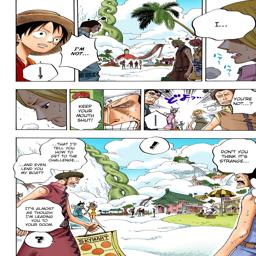 I...
I'M
NOT...
YOU'RE
NOT...?
KEEP
YOUR
MOUTH
SHUT!
DON'T
YOU THINK
IT'S
STRANGE...
!
THAT I'D
TELL YOU
HOW TO
GET TO THE
CHALLENGE...
...AND
EVEN LEND
YOU MY
BOAT?
IT'S ALMOST
AS THOUGH
I'M LEADING
YOU TO
YOUR DOOM.
?